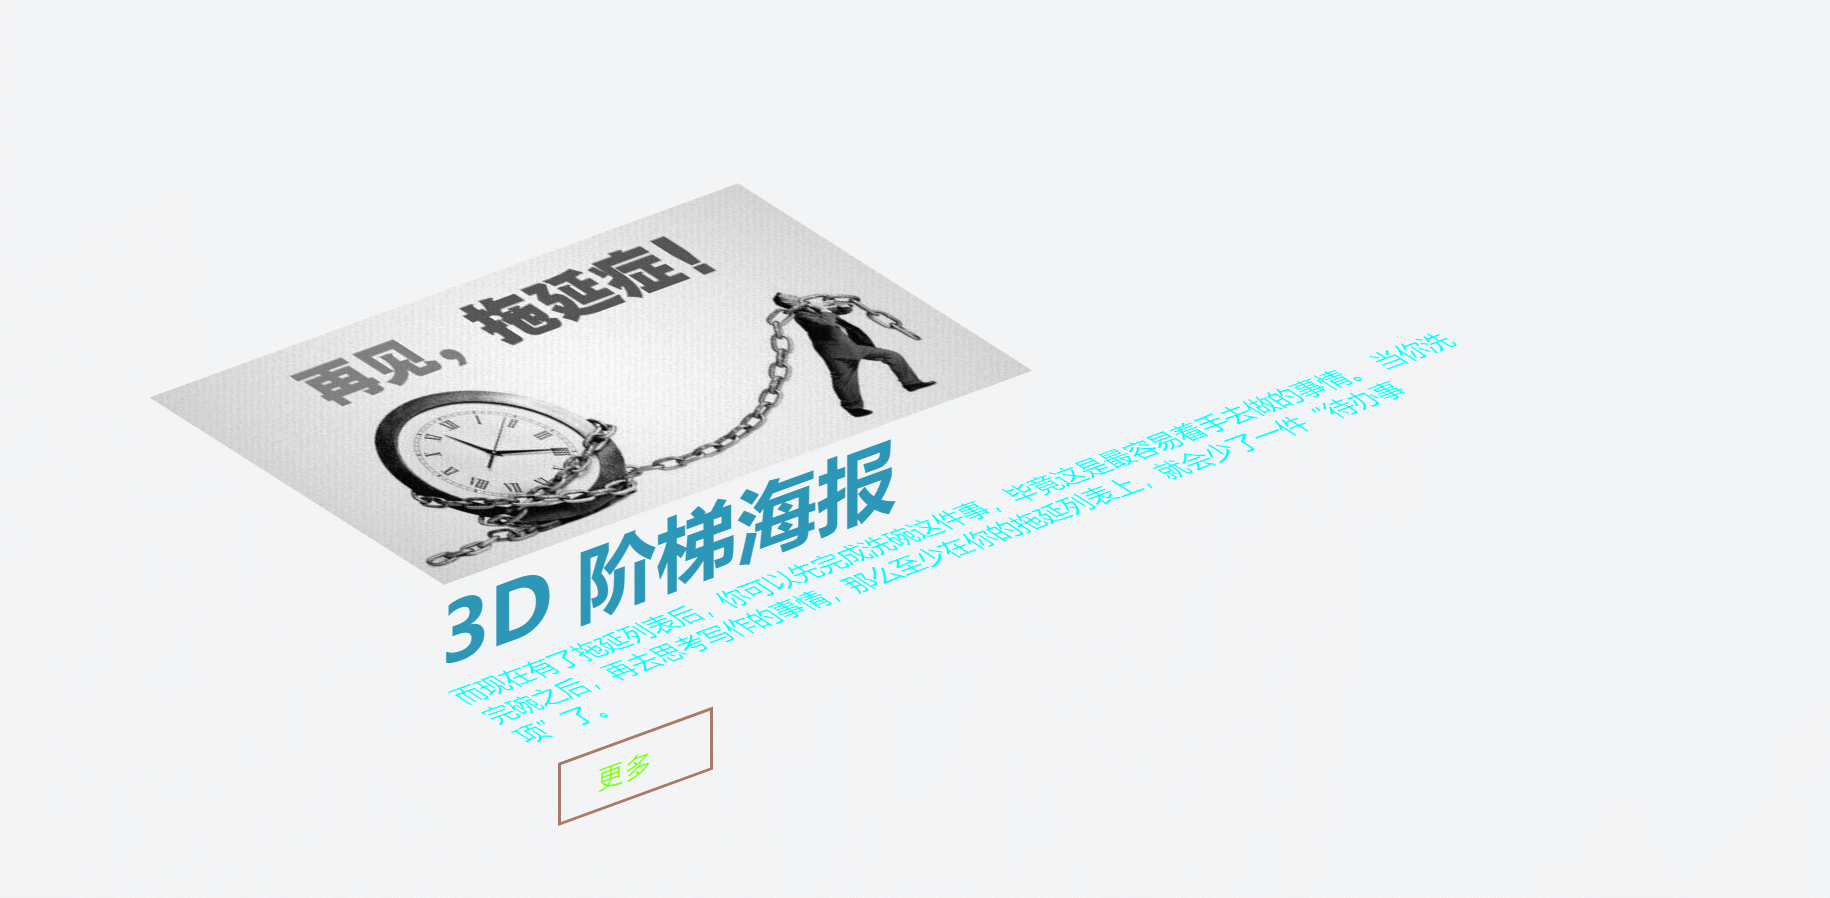 再见，拖延症！
3D 阶梯海报
而现在有了拖延列表后，你可以先完成洗碗这件事，毕竟这是最容易着手去做的事情。当你洗
完碗之后，再去思考写作的事情，那么至少在你的拖延列表上，就会少了一件“待办事
项”了。
更多